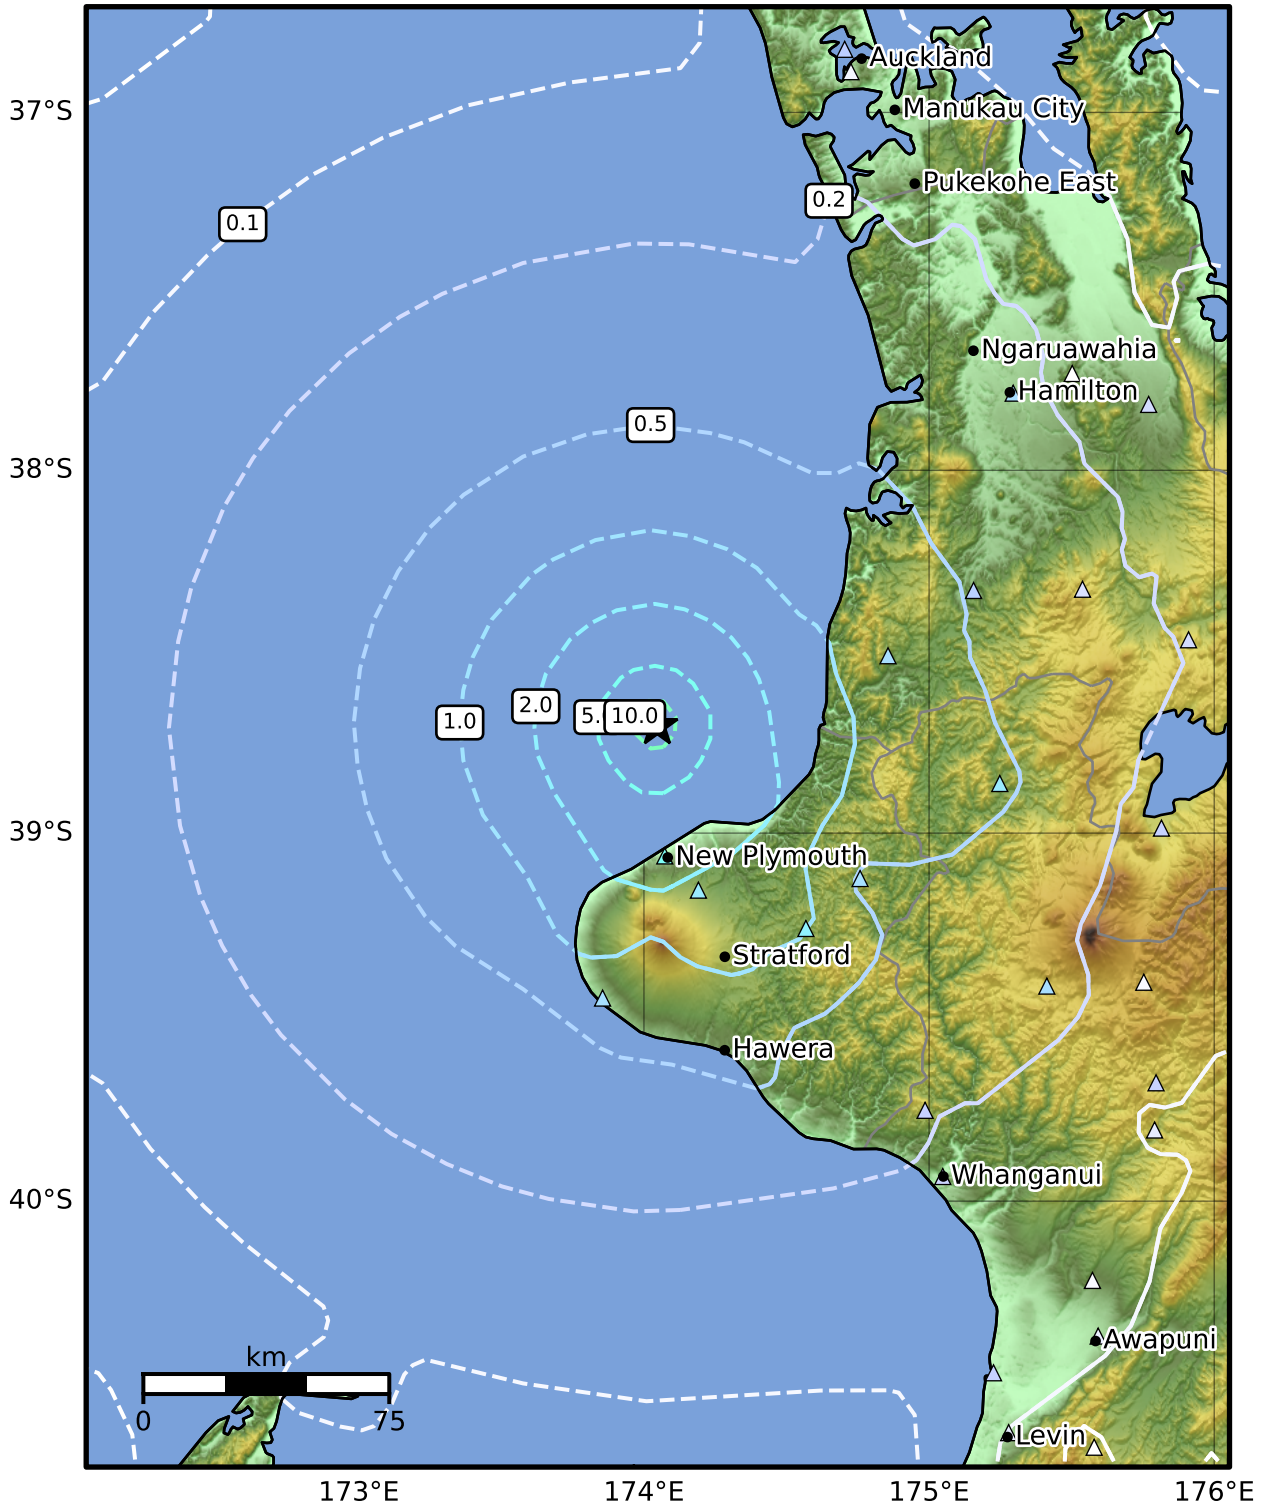 Auckland
37°S
Manukau City
Pukekohe East
0.2
0.1
Ngaruawahia
Hamilton
0.5
38°S
2.0
5.
10.0
1.0
39°S
New Plymouth
Stratford
Hawera
Whanganui
40°S
Awapuni
km
0 75
Levin
173°E 174°E 175°E 176°E